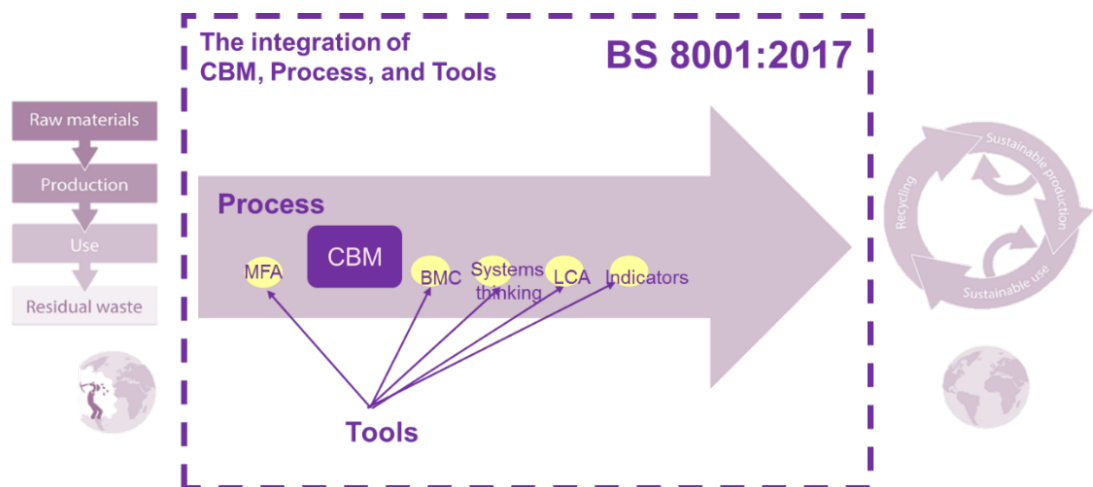 The integration of
CBM, Process, and Tools
BS 8001:2017
Raw materials
Production
Use
Residual waste
Process
CBM
MFA
BMC
Systems
thinking
LCA
Indicators
Tools
Recycling
Sustainable production
Sustainable use